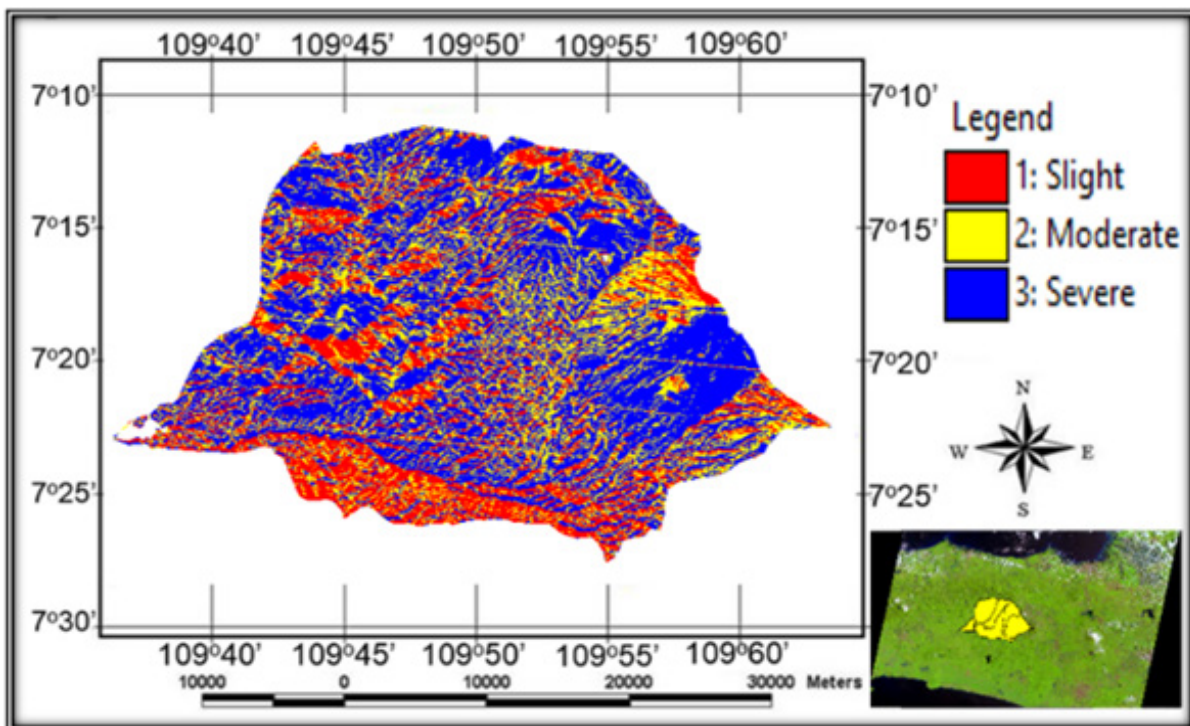 109º40’ 109º45’ 109º50’ 109º55’ 109º60’
7º10’ 7º10’
Legend
1: Slight
2: Moderate
3: Severe
7º15’ 7º15’
7º20’ 7º20’
N
W E
S
7º25’ 7º25’
7º30’ 7º30’
109º40’ 109º45’ 109º50’ 109º55’ 109º60’
10000 0 10000 20000 30000 Meters